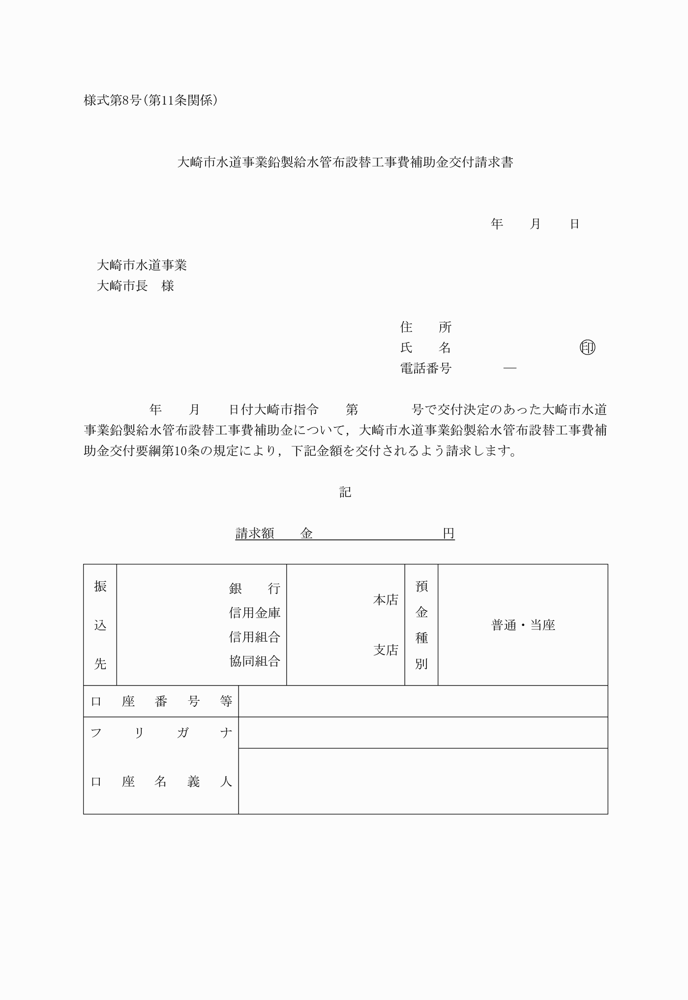 様式第8号（第11条関係）
大崎市水道事業鉛製給水管布設替工事費補助金交付請求書
年　　月　　日
大崎市水道事業
大崎市長　様
住　　所
氏　　名　　　　　　　　　　㊞
電話番号　　　　―
年　　月　　日付大崎市指令　　第　　　　号で交付決定のあった大崎市水道
事業鉛製給水管布設替工事費補助金について，大崎市水道事業鉛製給水管布設替工事費補
助金交付要綱第10条の規定により，下記金額を交付されるよう請求します。
記
請求額　　金　　　　　　　　　　円
振込先
銀　　行
信用金庫
信用組合
協同組合
本店
支店
預金種別
普通・当座
口座番号等
フリガナ
口座名義人